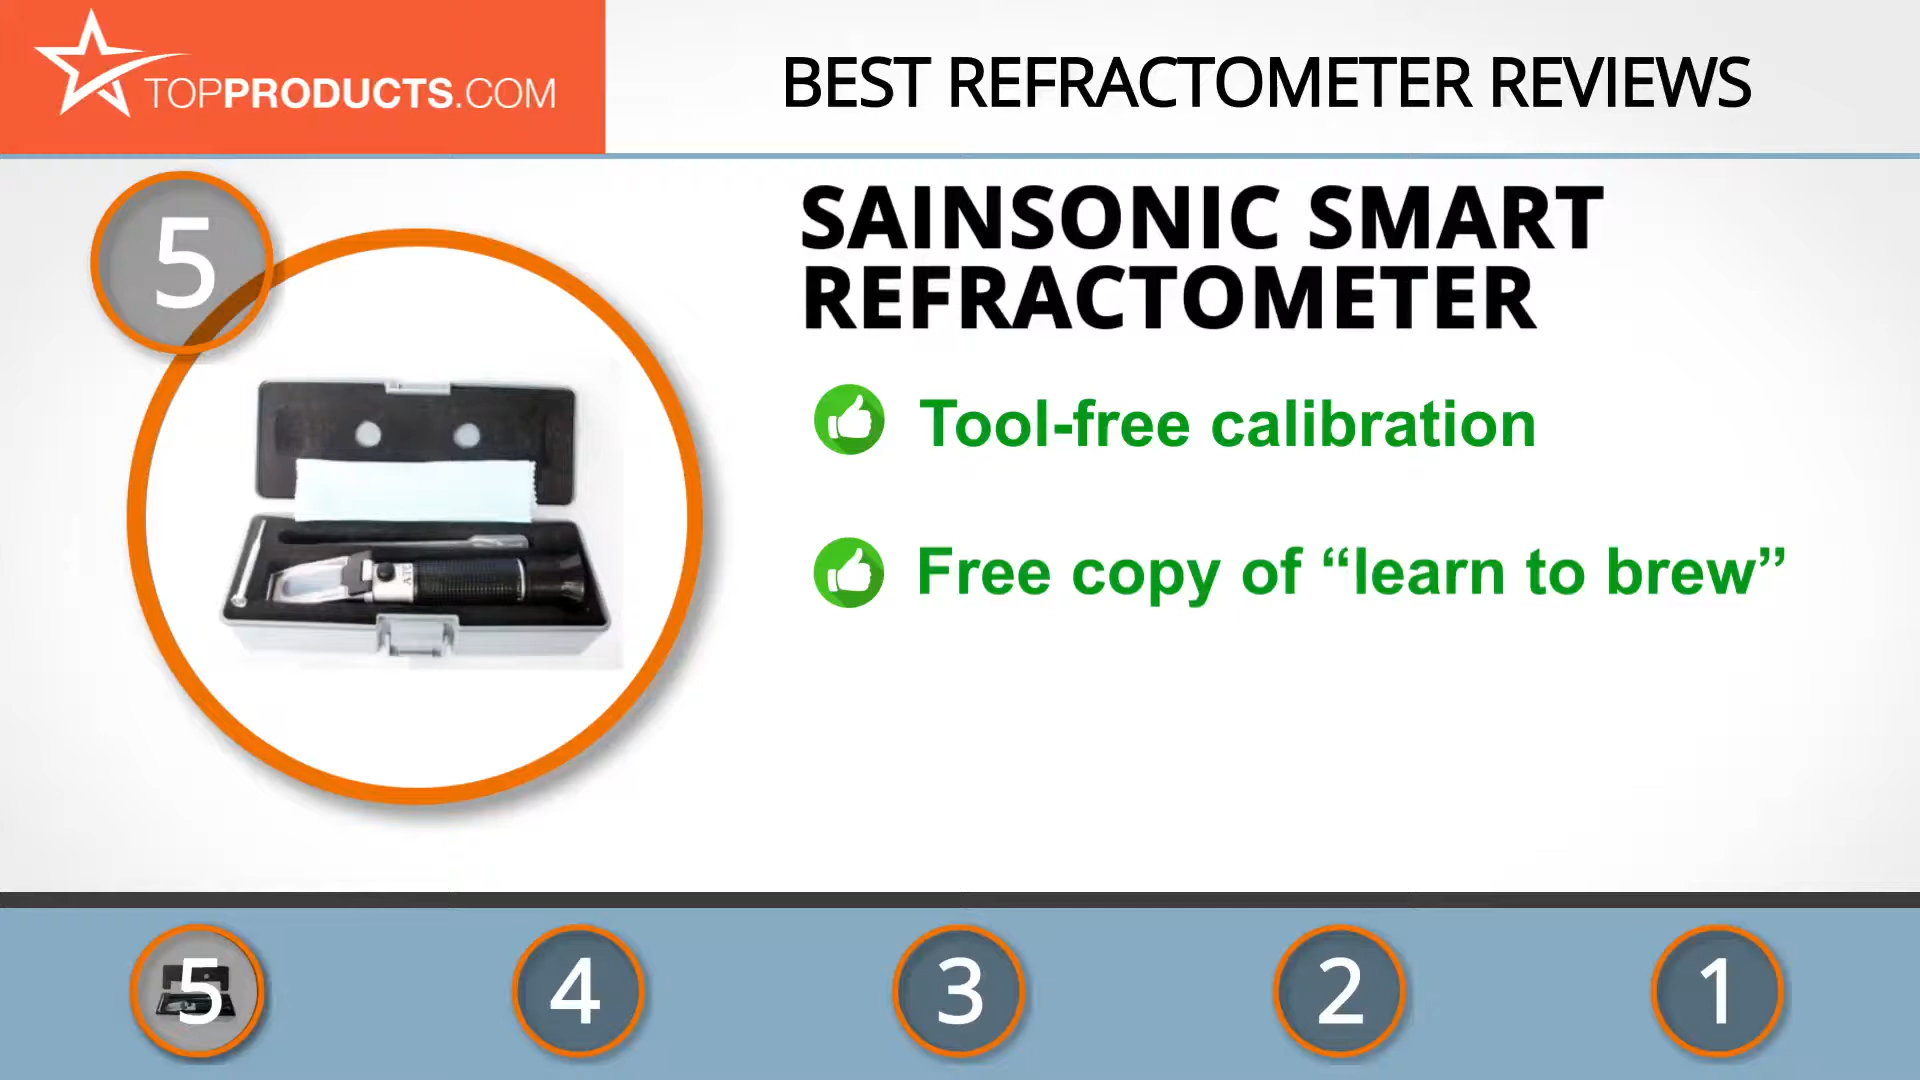 TOPPRODUCTS.COM
BEST REFRACTOMETER REVIEWS
5
SAINSONIC SMART
REFRACTOMETER
Tool-free calibration
Free copy of “learn to brew”
5 4 3 2 1